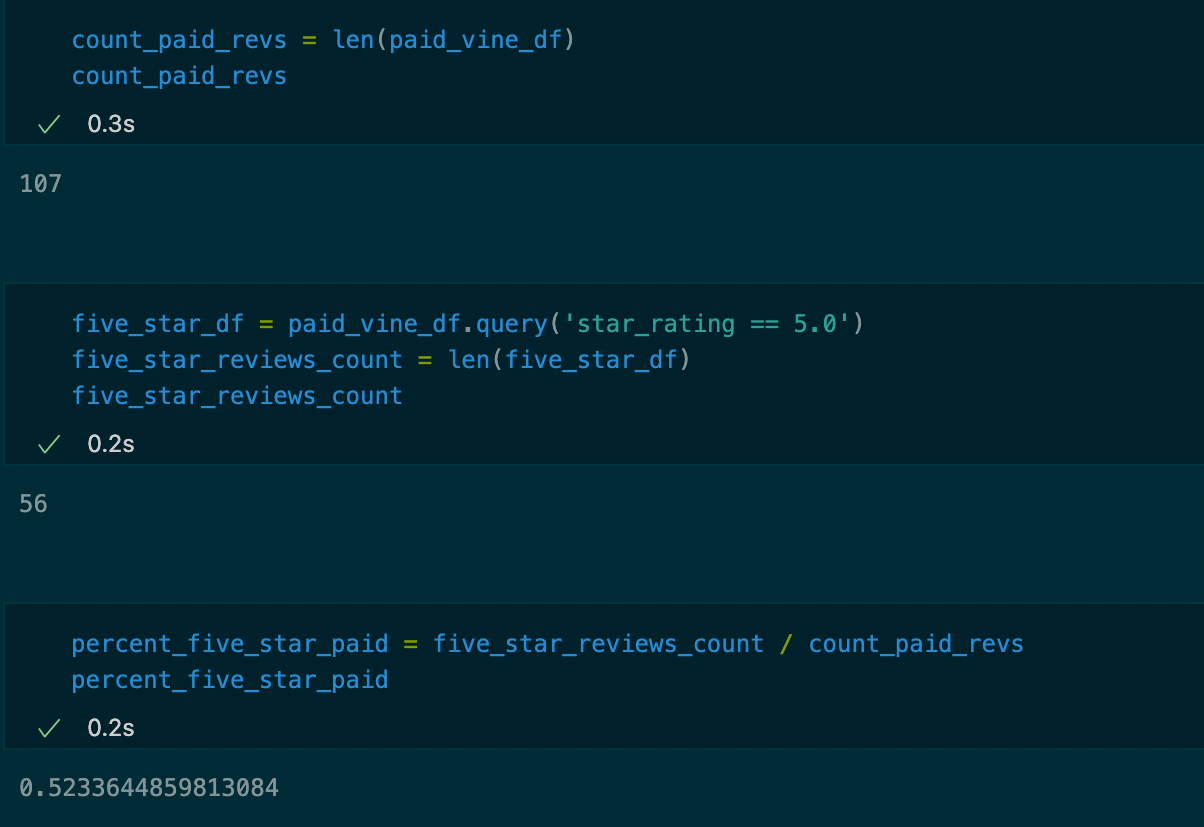 count_paid_revs = len(paid_vine_df)
count_paid_revs
0.3s
107
five_star_df = paid_vine_df.query('star_rating == 5.0')
five_star_reviews_count = len(five_star_df)
five_star_reviews_count
0.2s
56
percent_five_star_paid = five_star_reviews_count / count_paid_revs
percent_five_star_paid
0.2s
0.5233644859813084